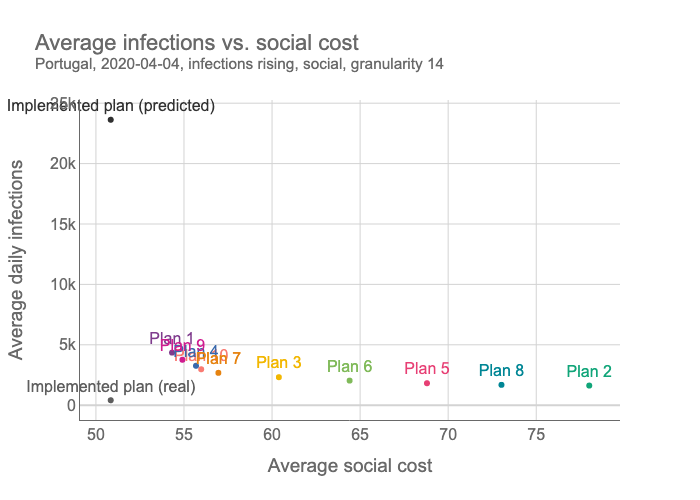 Average infections vs. social cost
Portugal, 2020-04-04, infections rising, social, granularity 14
Implemented plan (predicted)
25k
20k
15k
10k
5k
0
Average daily infections
Plan 1
Plan 9
Plan 4
Plan 10
Plan 7
Plan 3
Plan 6
Plan 5
Plan 8
Plan 2
Implemented plan (real)
50
55
60
65
70
75
Average social cost